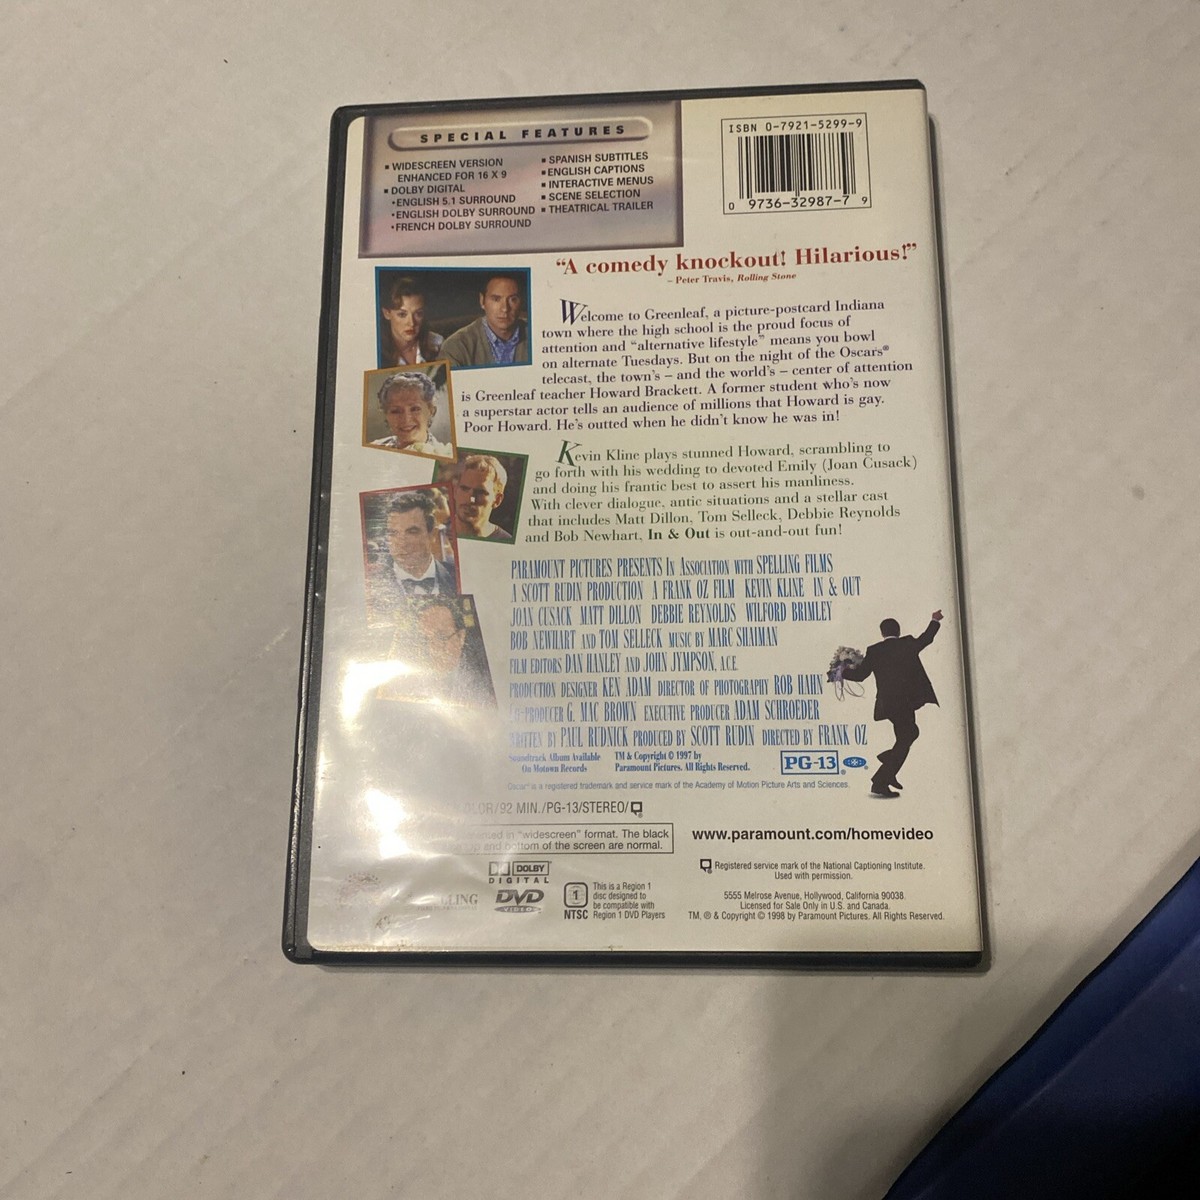 SPECIAL FEATURES
▪ WIDESCREEN VERSION
ENHANCED FOR 16 X 9
▪ DOLBY DIGITAL
•ENGLISH 5.1 SURROUND
•ENGLISH DOLBY SURROUND
•FRENCH DOLBY SURROUND
▪ SPANISH SUBTITLES
▪ ENGLISH CAPTIONS
▪ INTERACTIVE MENUS
▪ SCENE SELECTION
▪ THEATRICAL TRAILER
ISBN 0-7921-5299-9
0 9736-32987-7 9
“A comedy knockout! Hilarious!”
– Peter Travis, Rolling Stone
Welcome to Greenleaf, a picture-postcard Indiana
town where the high school is the proud focus of
attention and “alternative lifestyle” means you bowl
on alternate Tuesdays. But on the night of the Oscars®
telecast, the town's – and the world's – center of attention
is Greenleaf teacher Howard Brackett. A former student who's now
a superstar actor tells an audience of millions that Howard is gay.
Poor Howard. He's outted when he didn't know he was in!
Kevin Kline plays stunned Howard, scrambling to
go forth with his wedding to devoted Emily (Joan Cusack)
and doing his frantic best to assert his manliness.
With clever dialogue, antic situations and a stellar cast
that includes Matt Dillon, Tom Selleck, Debbie Reynolds
and Bob Newhart, In & Out is out-and-out fun!
PARAMOUNT PICTURES PRESENTS IN ASSOCIATION WITH SPELLING FILMS
A SCOTT RUDIN PRODUCTION A FRANK OZ FILM KEVIN KLINE IN & OUT
JOAN CUSACK MATT DILLON DEBBIE REYNOLDS WILFORD BRIMLEY
BOB NEWHART AND TOM SELLECK MUSIC BY MARC SHAIMAN
FILM EDITORS DAN HANLEY AND JOHN JYMPSON, A.C.E.
PRODUCTION DESIGNER KEN ADAM DIRECTOR OF PHOTOGRAPHY ROB HAHN
CO-PRODUCER G. MAC BROWN EXECUTIVE PRODUCER ADAM SCHROEDER
WRITTEN BY PAUL RUDNICK PRODUCED BY SCOTT RUDIN DIRECTED BY FRANK OZ
Soundtrack Album Available
On Motown Records
TM & Copyright © 1997 by
Paramount Pictures. All Rights Reserved.
PG-13
Oscar® is a registered trademark and service mark of the Academy of Motion Picture Arts and Sciences.
COLOR/92 MIN./PG-13/STEREO/
in “widescreen” format. The black
and bottom of the screen are normal.
www.paramount.com/homevideo
Registered service mark of the National Captioning Institute.
Used with permission.
DOLBY
DIGITAL
DVD
VIDEO
1
NTSC
This is a Region 1
disc designed to
be compatible with
Region 1 DVD Players
5555 Melrose Avenue, Hollywood, California 90038.
Licensed for Sale Only in U.S. and Canada.
TM, ® & Copyright © 1998 by Paramount Pictures. All Rights Reserved.